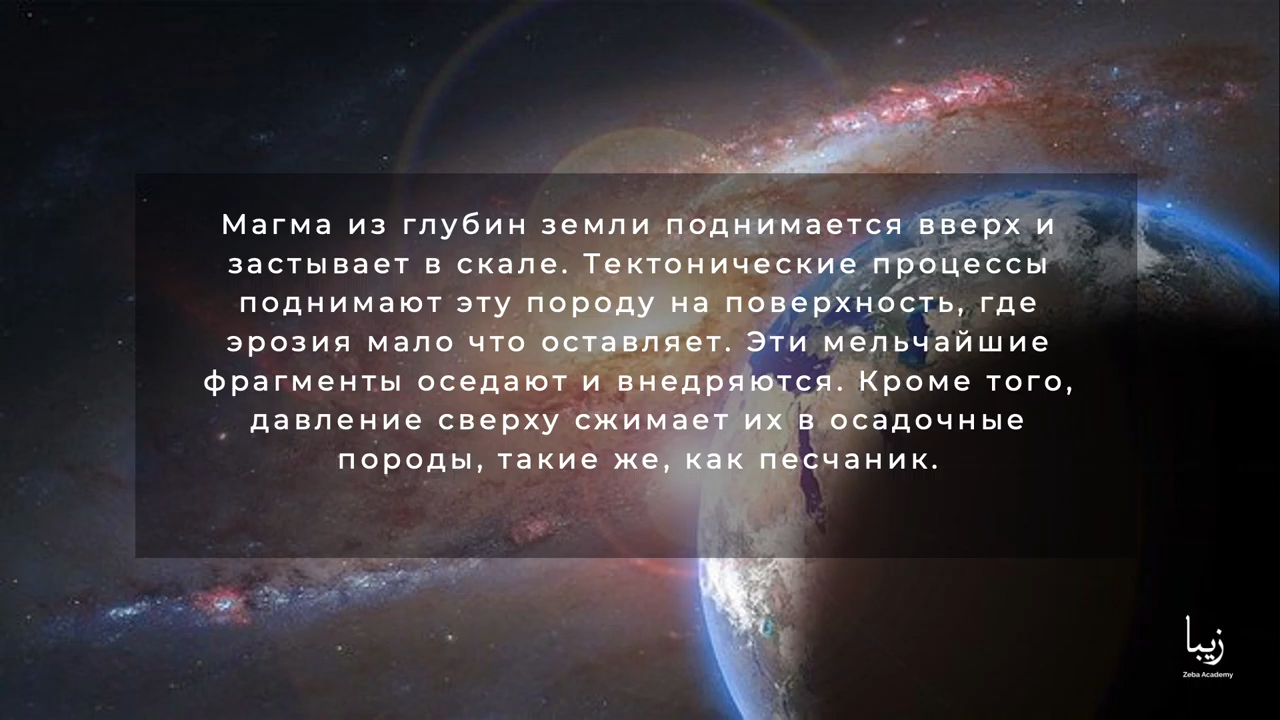 Магма из глубин земли поднимается вверх и
застывает в скале. Тектонические процессы
поднимают эту породу на поверхность, где
эрозия мало что оставляет. Эти мельчайшие
фрагменты оседают и внедряются. Кроме того,
давление сверху сжимает их в осадочные
породы, такие же, как песчаник.
زیبا
Zeba Academy